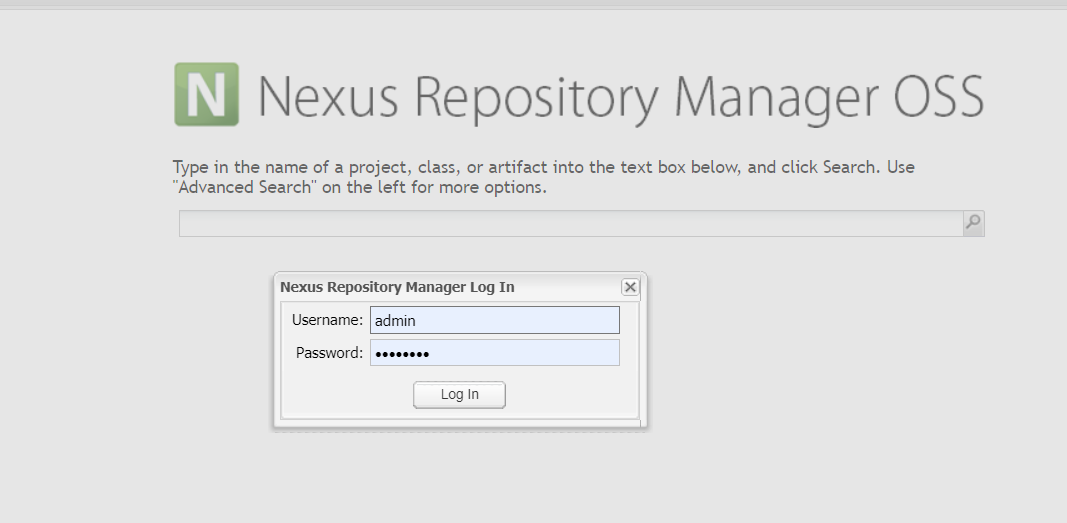 N Nexus Repository Manager OSS
Type in the name of a project, class, or artifact into the text box below, and click Search. Use
"Advanced Search" on the left for more options.
Nexus Repository Manager Log In
Username: admin
Password: ••••••••
Log In